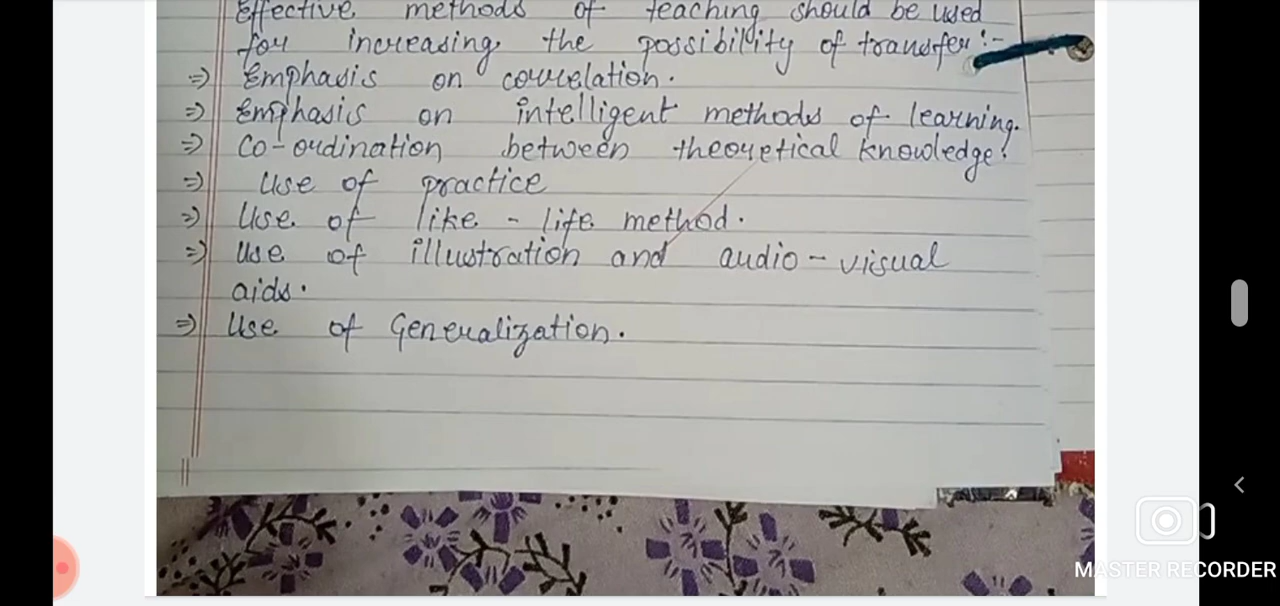 Effective methods of teaching should be used
for increasing the possibility of transfer :-
=> Emphasis on correlation.
=> Emphasis on intelligent methods of learning.
=> Co-ordination between theoretical knowledge.
=> Use of practice
=> Use of like - life method.
=> Use of illustration and audio - visual
aids.
=> Use of Generalization.
MASTER RECORDER